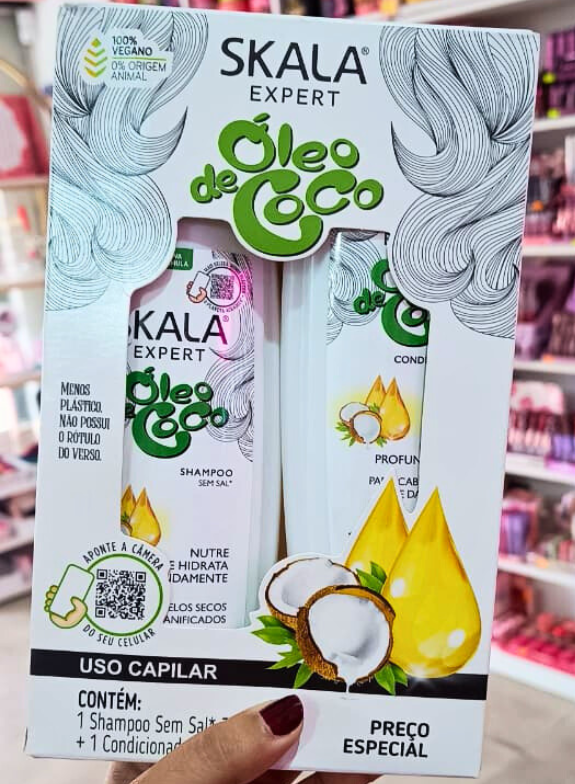 100%
VEGANO
0% ORIGEM
ANIMAL
SKALA®
EXPERT
Óleo
de Coco
SKALA®
EXPERT
Óleo
de Coco
SHAMPOO
SEM SAL*
NUTRE
E HIDRATA
de Coco
MENOS
PLÁSTICO.
NÃO POSSUI
O RÓTULO
DO VERSO.
APONTE A CÂMERA
DO SEU CELULAR
USO CAPILAR
CONTÉM:
1 Shampoo Sem Sal*
+ 1
PREÇO
ESPECIAL